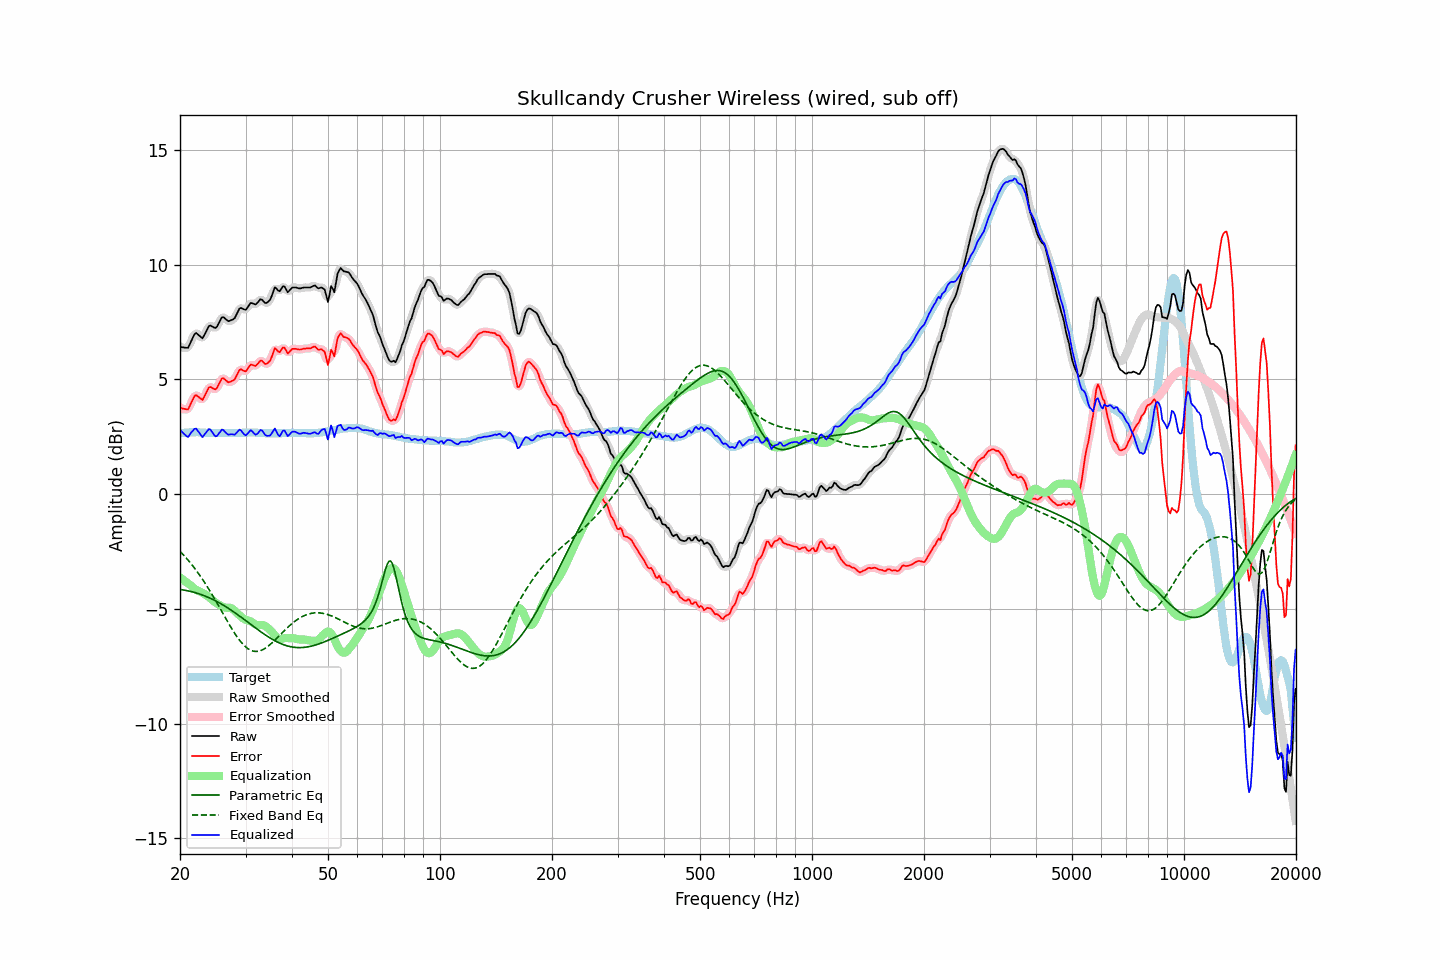 Skullcandy Crusher Wireless (wired, sub off)
15
10
5
0
−5
−10
−15
Amplitude (dBr)
Target
Raw Smoothed
Error Smoothed
Raw
Error
Equalization
Parametric Eq
Fixed Band Eq
Equalized
20 50 100 200 500 1000 2000 5000 10000 20000
Frequency (Hz)